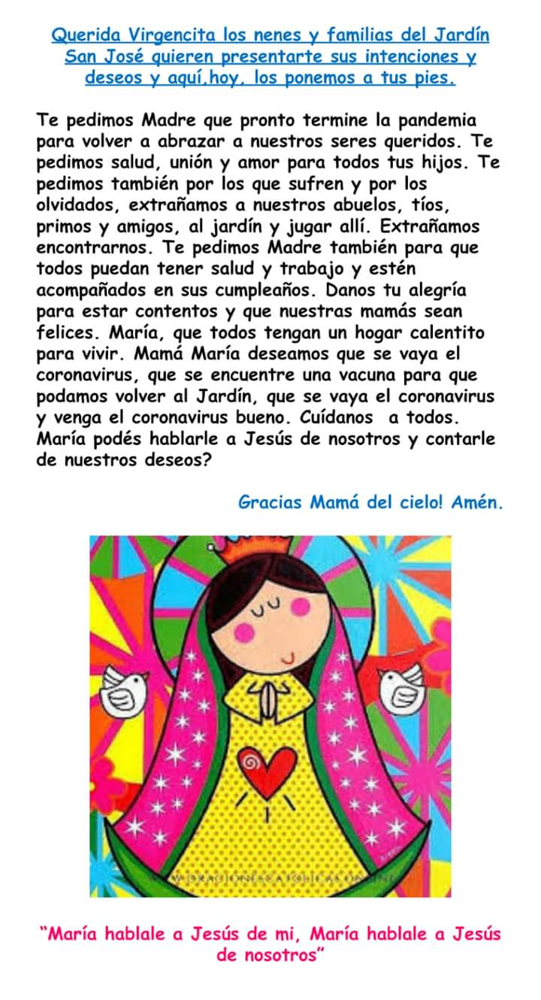 Querida Virgencita los nenes y familias del Jardín
San José quieren presentarte sus intenciones y
deseos y aquí,hoy, los ponemos a tus pies.
Te pedimos Madre que pronto termine la pandemia
para volver a abrazar a nuestros seres queridos. Te
pedimos salud, unión y amor para todos tus hijos. Te
pedimos también por los que sufren y por los
olvidados, extrañamos a nuestros abuelos, tíos,
primos y amigos, al jardín y jugar allí. Extrañamos
encontrarnos. Te pedimos Madre también para que
todos puedan tener salud y trabajo y estén
acompañados en sus cumpleaños. Danos tu alegría
para estar contentos y que nuestras mamás sean
felices. María, que todos tengan un hogar calentito
para vivir. Mamá María deseamos que se vaya el
coronavirus, que se encuentre una vacuna para que
podamos volver al Jardín, que se vaya el coronavirus
y venga el coronavirus bueno. Cuídanos  a todos.
María podés hablarle a Jesús de nosotros y contarle
de nuestros deseos?
Gracias Mamá del cielo! Amén.
"María hablale a Jesús de mi, María hablale a Jesús
de nosotros"